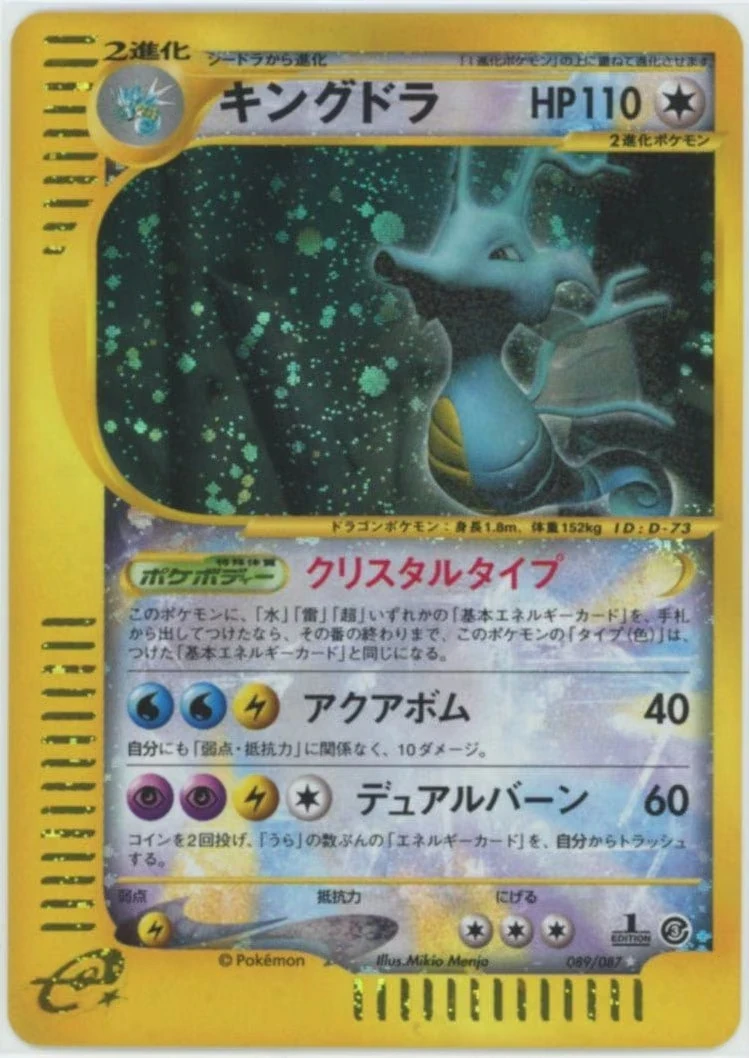 2進化
シードラから進化
「1進化ポケモン」の上に重ねて進化させます
キングドラ
HP110
2進化ポケモン
ドラゴンポケモン：身長1.8m、体重152kg ID:D-73
特殊体質
ポケボディー
クリスタルタイプ
このポケモンに、「水」「雷」「超」いずれかの「基本エネルギーカード」を、手札
から出してつけたなら、その番の終わりまで、このポケモンの「タイプ（色）」は、
つけた「基本エネルギーカード」と同じになる。
アクアボム 40
自分にも「弱点・抵抗力」に関係なく、10ダメージ。
デュアルバーン 60
コインを2回投げ、「うら」の数ぶんの「エネルギーカード」を、自分からトラッシュ
する。
弱点 抵抗力 にげる
1
EDITION
© Pokémon Illus.Mikio Menjo 089/087
e